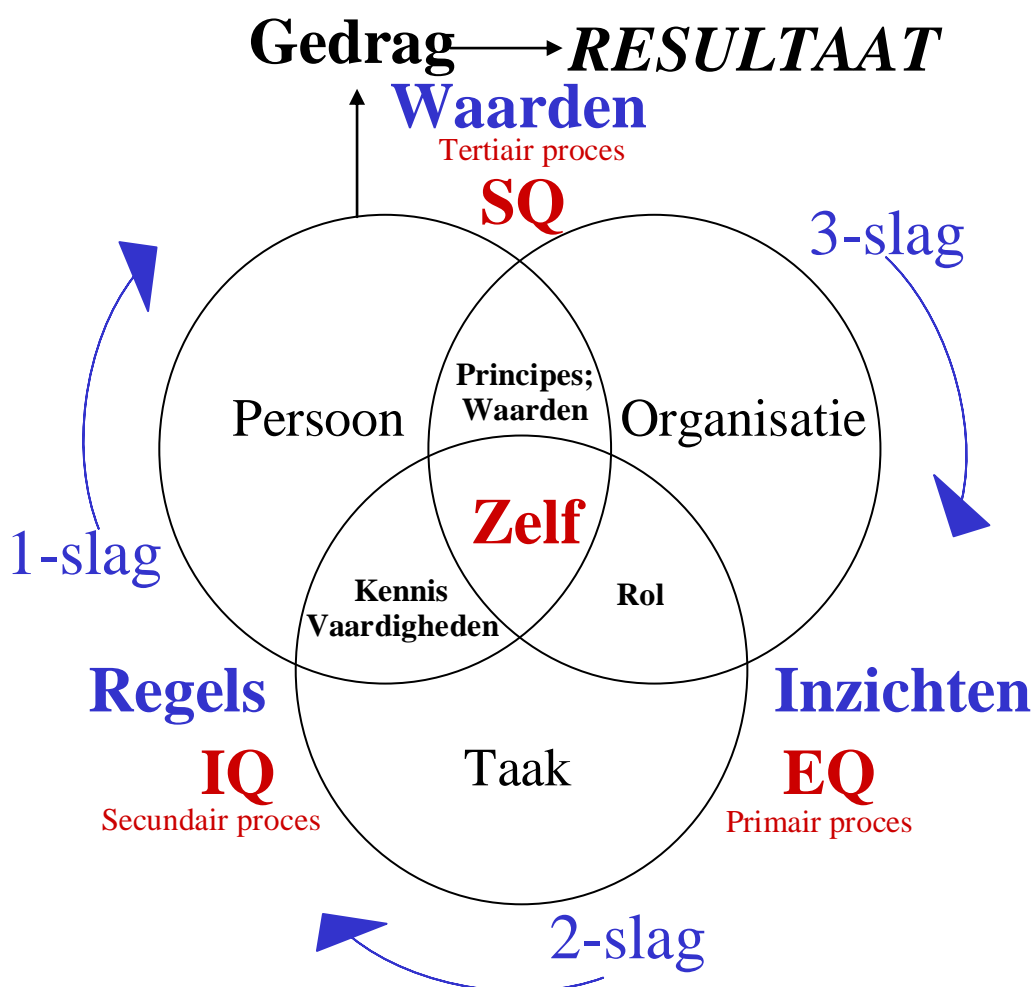 Gedrag RESULTAAT
Waarden
Tertiair proces
SQ
3-slag
Principes;
Waarden
Persoon
Organisatie
Zelf
1-slag
Kennis
Vaardigheden
Rol
Regels
Inzichten
IQ
Taak
EQ
Secundair proces
Primair proces
2-slag